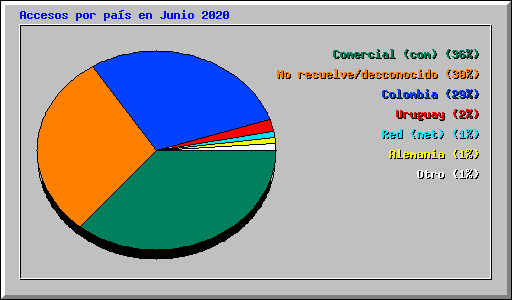 Accesos por país en Junio 2020
Comercial (com) (36%)
No resuelve/desconocido (30%)
Colombia (29%)
Uruguay (2%)
Red (net) (1%)
Alemania (1%)
Otro (1%)